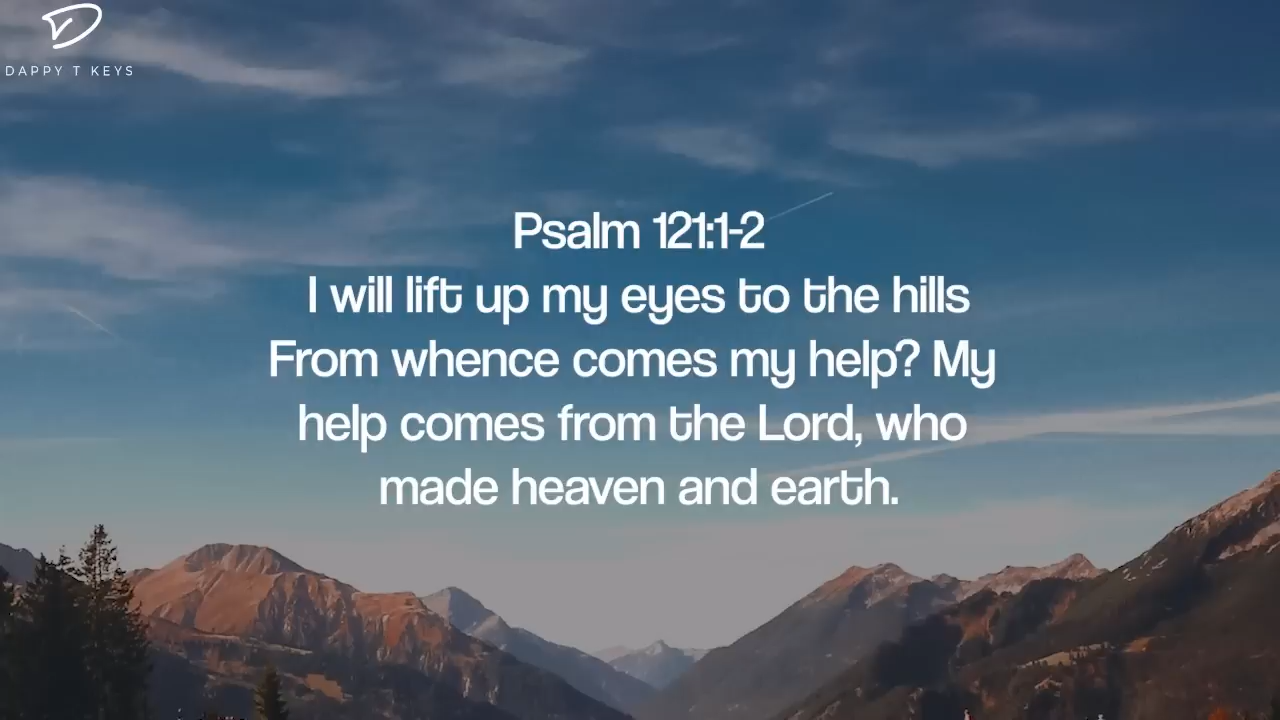 DAPPY T KEYS
Psalm 121:1-2
I will lift up my eyes to the hills
From whence comes my help? My
help comes from the Lord, who
made heaven and earth.